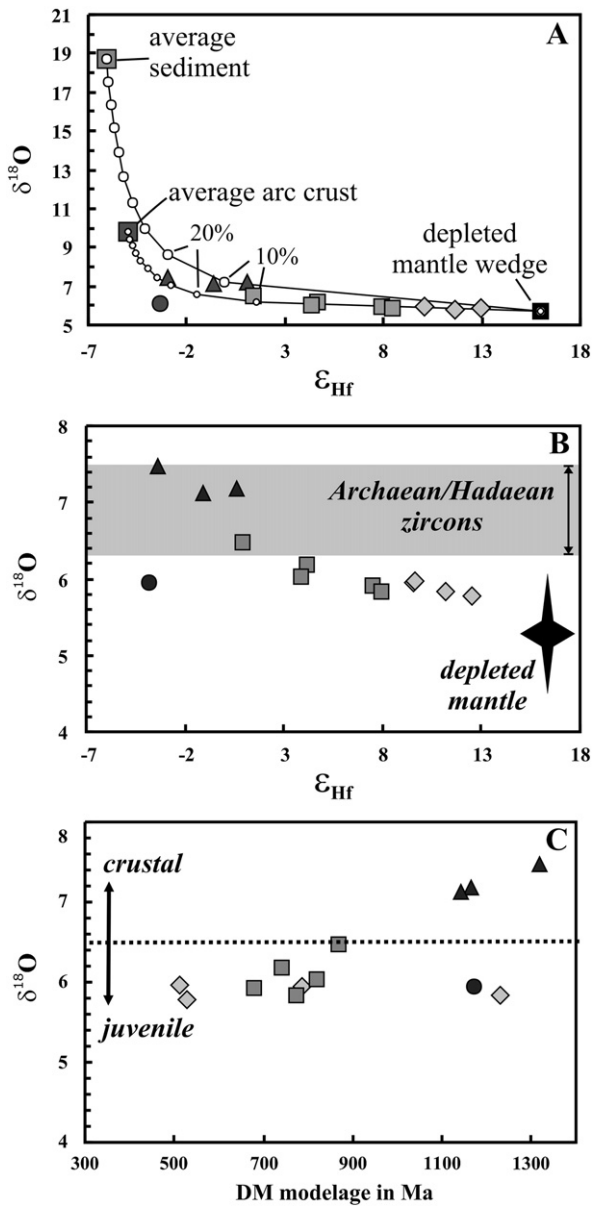 A
21
19
17
15
13
11
9
7
5
δ18O
average
sediment
average arc crust
20%
10%
depleted
mantle wedge
-7
-2
3
8
13
18
εHf
B
8
7
6
5
4
δ18O
Archaean/Hadaean
zircons
depleted
mantle
-7
-2
3
8
13
18
εHf
C
8
7
6
5
4
δ18O
crustal
juvenile
300
500
700
900
1100
1300
DM modelage in Ma